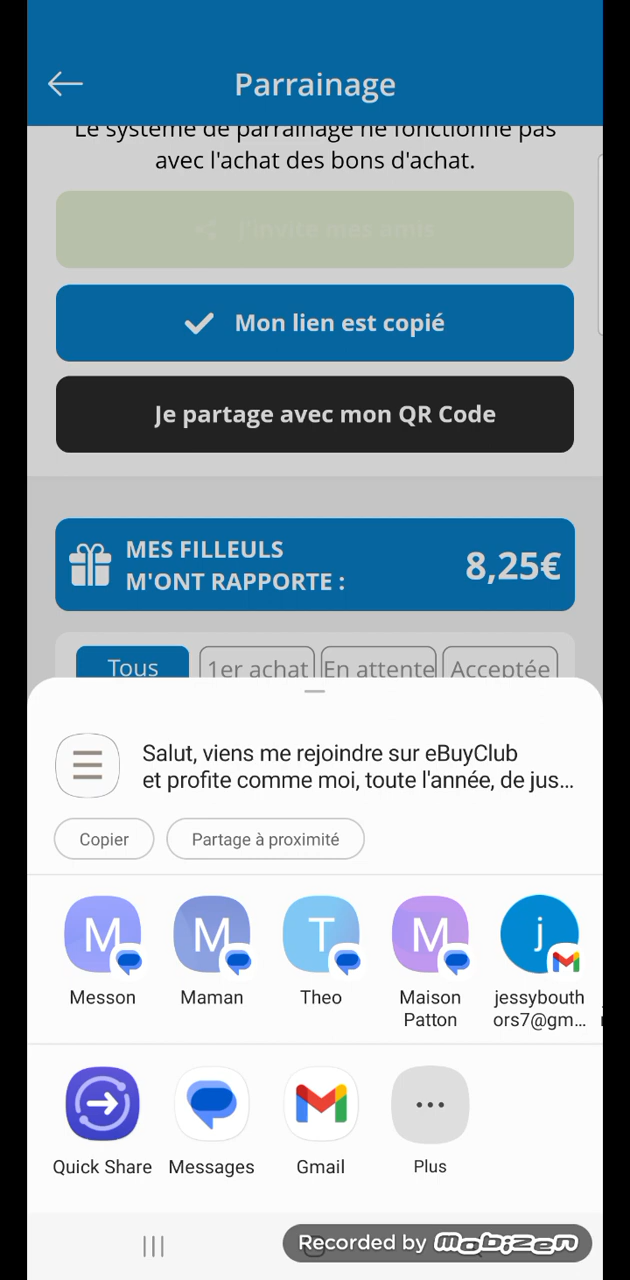 Parrainage
Le système de parrainage ne fonctionne pas
avec l'achat des bons d'achat.
J'invite mes amis
Mon lien est copié
Je partage avec mon QR Code
MES FILLEULS
M'ONT RAPPORTE :
8,25€
Tous
1er achat
En attente
Acceptée
Salut, viens me rejoindre sur eBuyClub
et profite comme moi, toute l'année, de jus...
Copier
Partage à proximité
M
M
T
M
j
Messon
Maman
Theo
Maison
Patton
jessybouth
ors7@gm...
Quick Share
Messages
Gmail
Plus
Recorded by mobizen